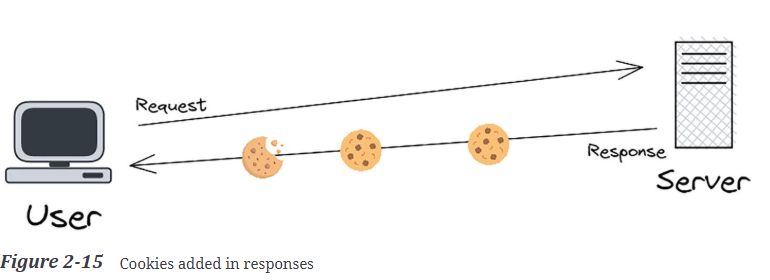 Request
Response
Server
User
Figure 2-15 Cookies added in responses